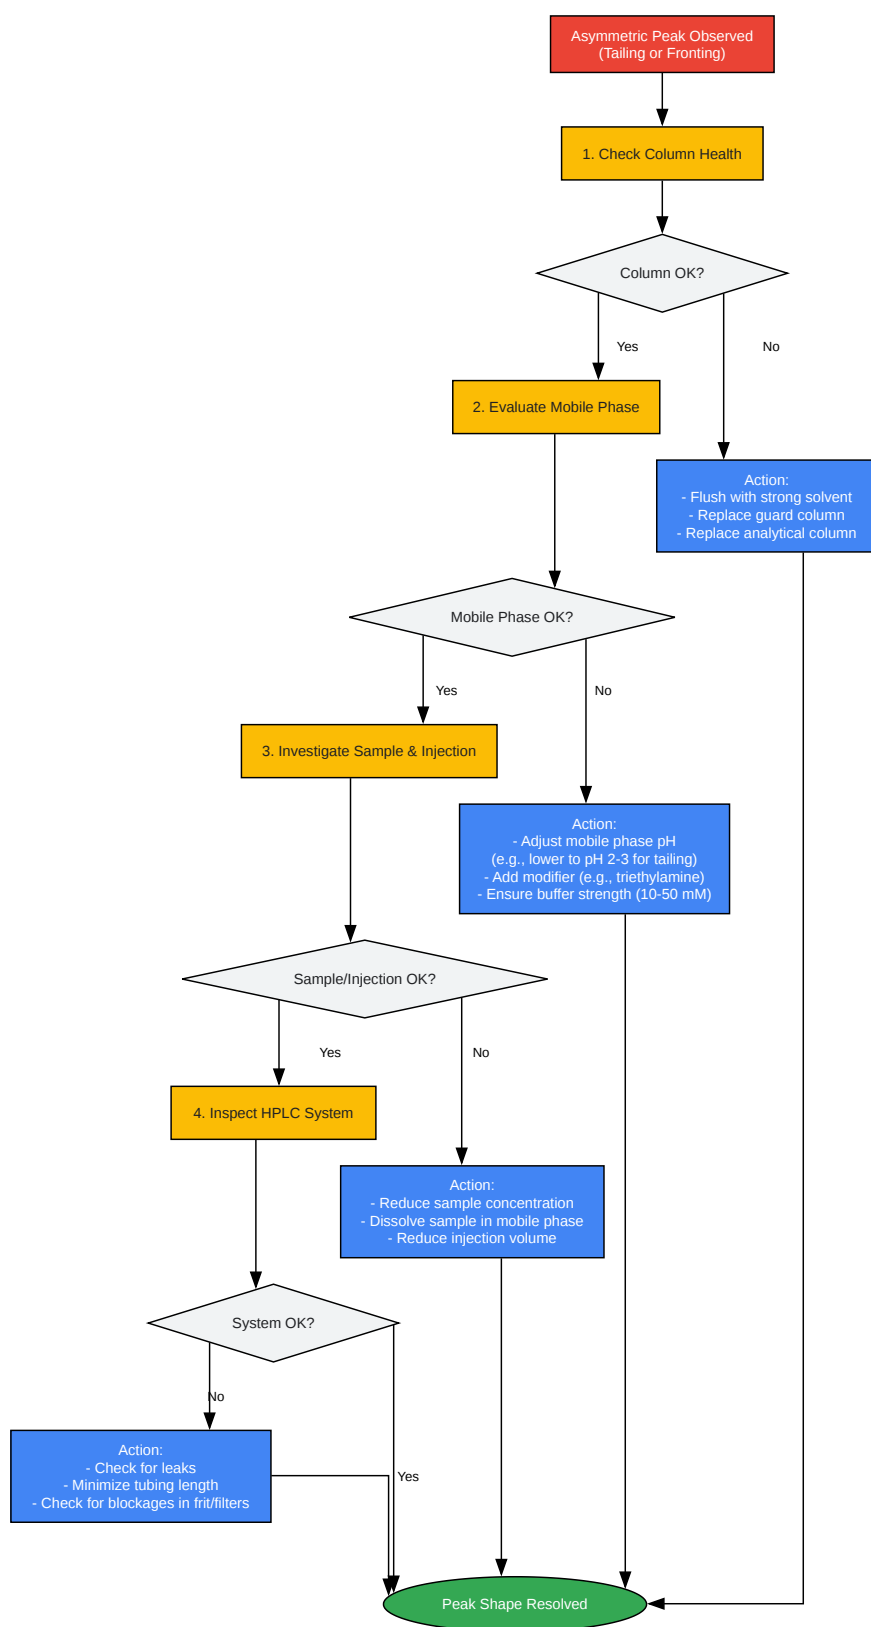 Asymmetric Peak Observed
(Tailing or Fronting)
1. Check Column Health
Column OK?
Yes
No
2. Evaluate Mobile Phase
Action:
- Flush with strong solvent
- Replace guard column
- Replace analytical column
Mobile Phase OK?
Yes
No
3. Investigate Sample & Injection
Action:
- Adjust mobile phase pH
(e.g., lower to pH 2-3 for tailing)
- Add modifier (e.g., triethylamine)
- Ensure buffer strength (10-50 mM)
Sample/Injection OK?
Yes
No
4. Inspect HPLC System
Action:
- Reduce sample concentration
- Dissolve sample in mobile phase
- Reduce injection volume
System OK?
No
Yes
Action:
- Check for leaks
- Minimize tubing length
- Check for blockages in frit/filters
Peak Shape Resolved